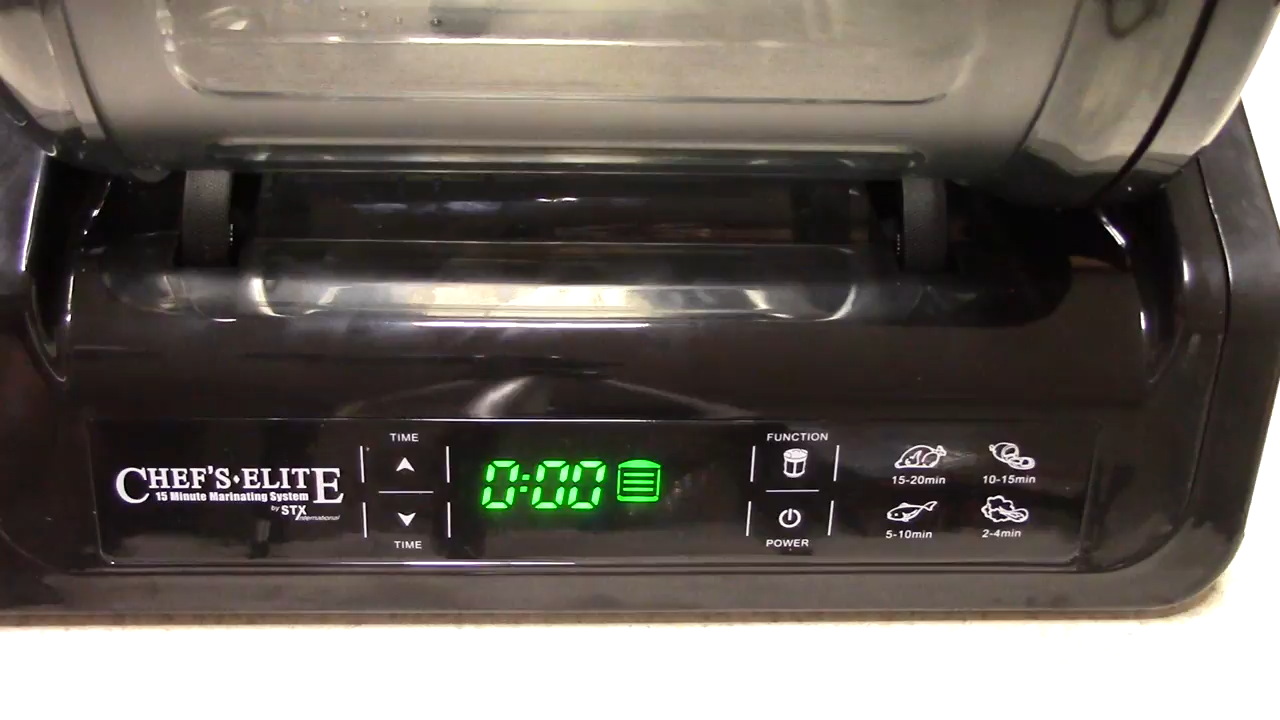 CHEF'S•ELITE
15 Minute Marinating System
by STX
International
TIME
TIME
0:00
FUNCTION
POWER
15-20min
10-15min
5-10min
2-4min